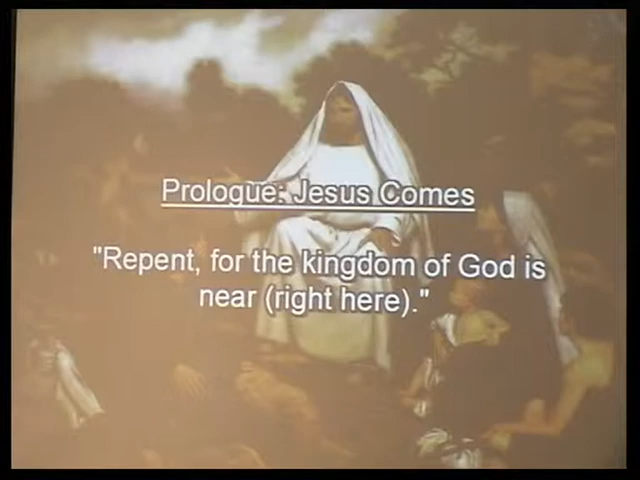 Prologue: Jesus Comes
"Repent, for the kingdom of God is
near (right here)."